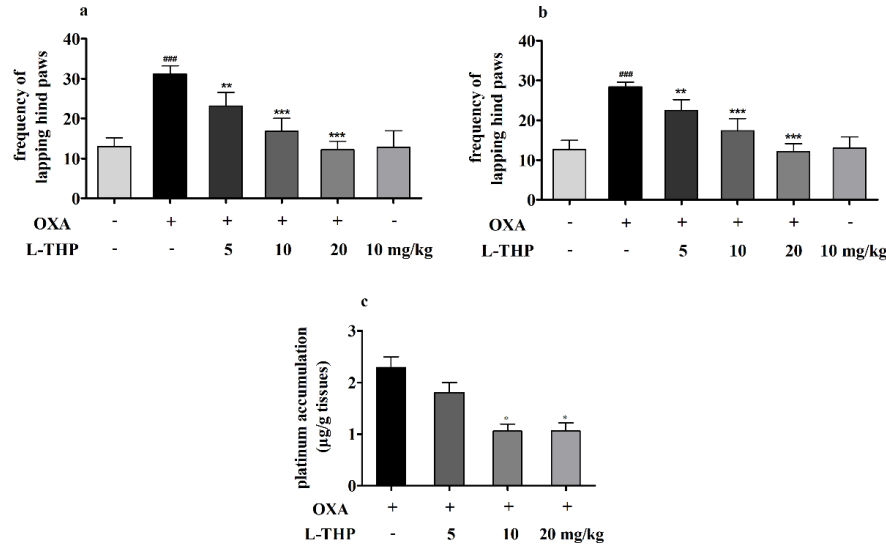 a
frequency of
lapping hind paws
40
30
20
10
0
###
**
***
***
OXA - + + + + -
L-THP - - 5 10 20 10 mg/kg
b
frequency of
lapping hind paws
40
30
20
10
0
###
**
***
***
OXA - + + + + -
L-THP - - 5 10 20 10 mg/kg
c
platinum accumulation
(µg/g tissues)
3
2
1
0
*
*
OXA + + + +
L-THP - 5 10 20 mg/kg